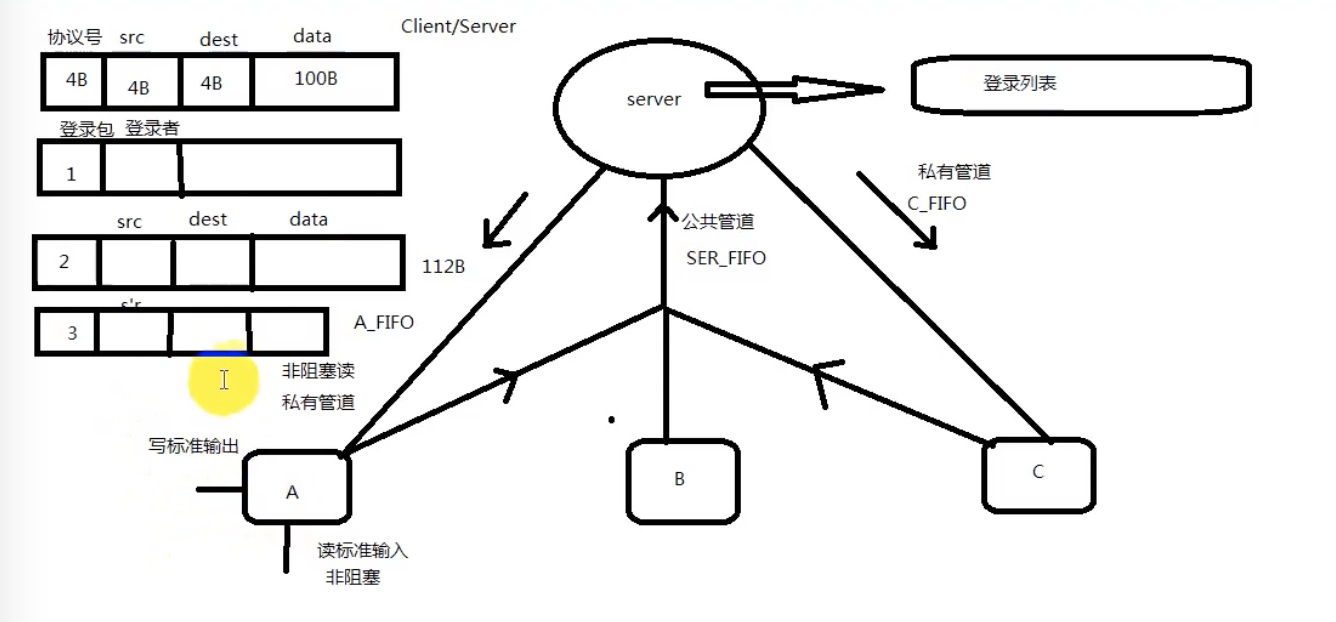 Client/Server
协议号 src dest data
4B 4B 4B 100B
登录包 登录者
1
src dest data
2
112B
s'r
3
A_FIFO
非阻塞读
私有管道
写标准输出
A
读标准输入
非阻塞
server
登录列表
公共管道
SER_FIFO
私有管道
C_FIFO
B
C